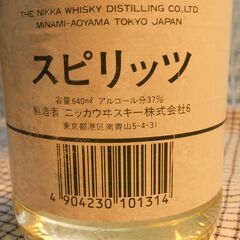 THE NIKKA WHISKY DISTILLING CO.,LTD.
MINAMI-AOYAMA TOKYO JAPAN
スピリッツ
容量640ml アルコール分37%
製造者 ニッカウヰスキー株式会社6
東京都港区南青山5-4-31
4 904230 101314